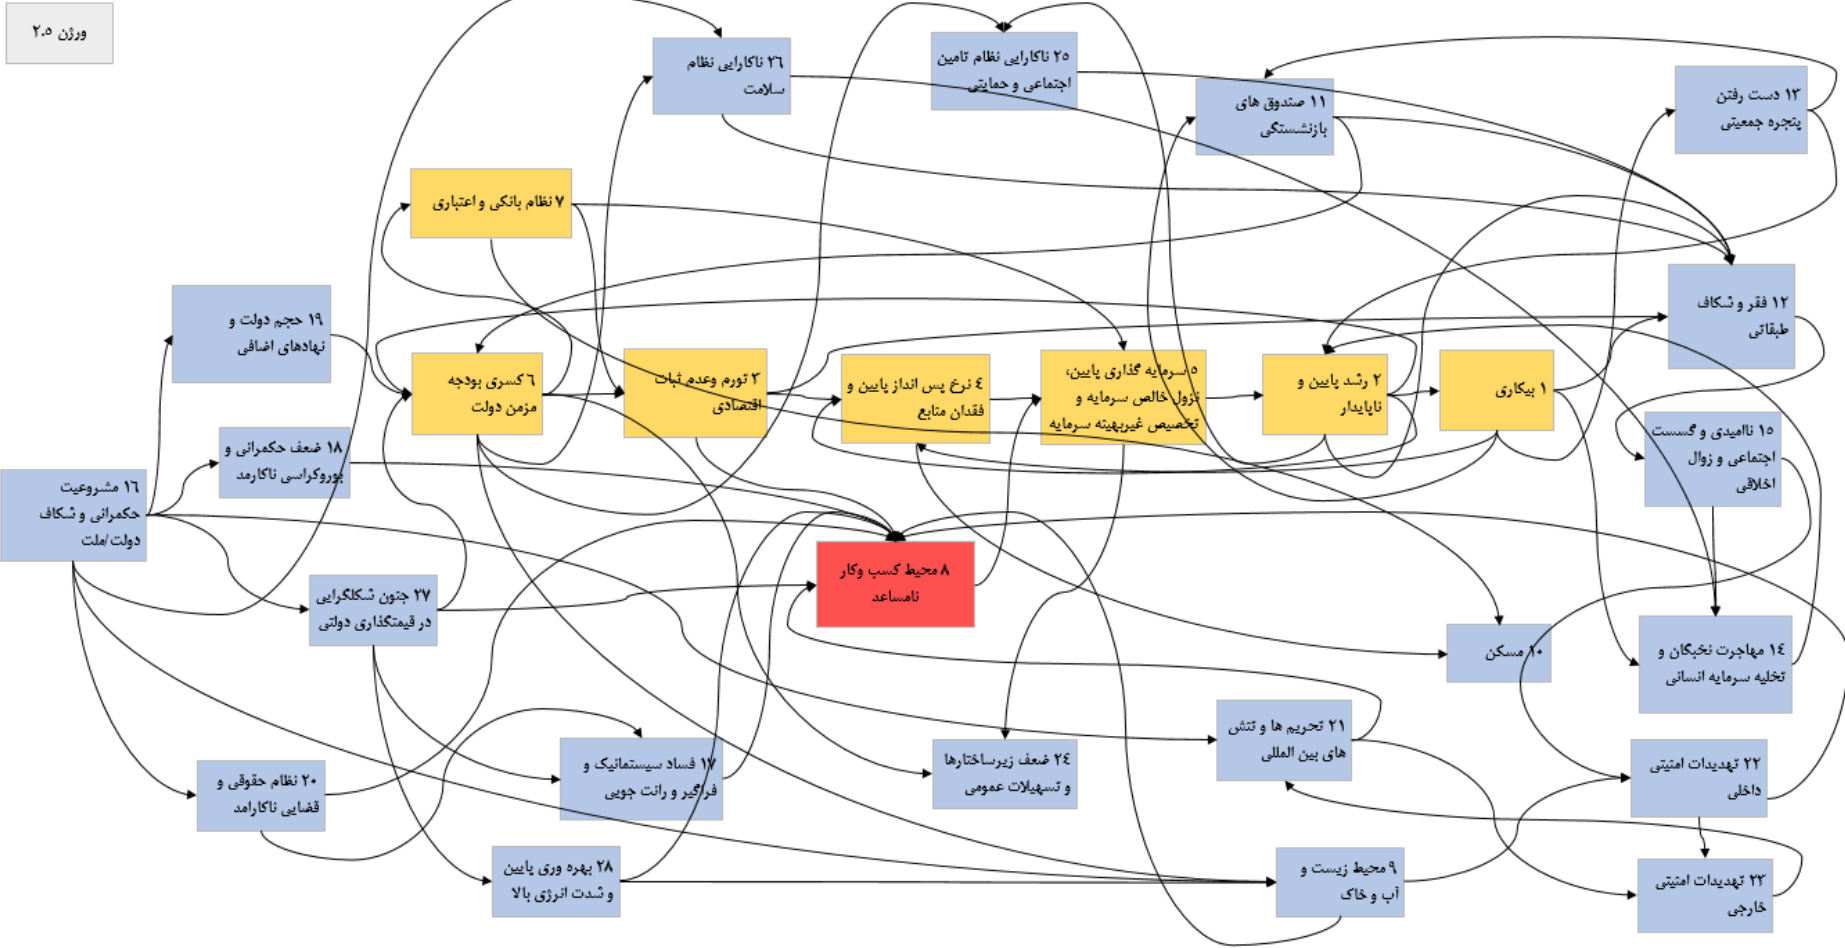 ورژن ۲.۵
۲۶ ناکارایی نظام
سلامت
۲۵ ناکارایی نظام تامین
اجتماعی و حمایتی
۱۱ صندوق های
بازنشستگی
۱۳ دست رفتن
پنجره جمعیتی
۷ نظام بانکی و اعتباری
۱۲ فقر و شکاف
طبقاتی
۱۹ حجم دولت و
نهادهای اضافی
۶ کسری بودجه
مزمن دولت
۳ تورم وعدم ثبات
اقتصادی
۴ نرخ پس انداز پایین و
فقدان منابع
۵ سرمایه گذاری پایین،
نزول خالص سرمایه و
تخصیص غیربهینه سرمایه
۲ رشد پایین و
ناپایدار
۱ بیکاری
۱۵ ناامیدی و گسست
اجتماعی و زوال
اخلاقی
۱۸ ضعف حکمرانی و
بوروکراسی ناکارمد
۱۶ مشروعیت
حکمرانی و شکاف
دولت/ملت
۸ محیط کسب وکار
نامساعد
۲۷ جنون شکلگرایی
در قیمتگذاری دولتی
۱۰ مسکن
۱۴ مهاجرت نخبگان و
تخلیه سرمایه انسانی
۲۱ تحریم ها و تنش
های بین المللی
۲۴ ضعف زیرساختارها
و تسهیلات عمومی
۱۷ فساد سیستماتیک و
فراگیر و رانت جویی
۲۰ نظام حقوقی و
قضایی ناکارامد
۲۲ تهدیدات امنیتی
داخلی
۲۸ بهره وری پایین
و شدت انرژی بالا
۹ محیط زیست و
آب و خاک
۲۳ تهدیدات امنیتی
خارجی